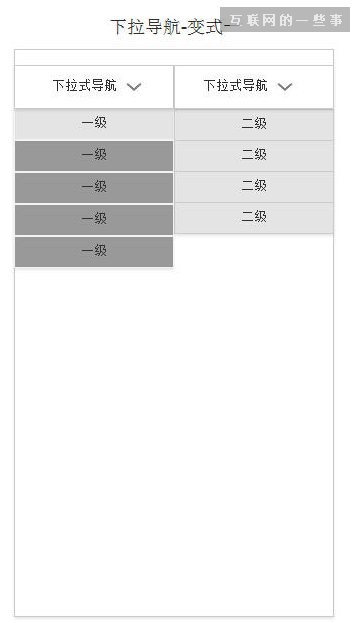 下拉导航-变式一
互联网的一些事
下拉式导航 下拉式导航
一级 二级
一级 二级
一级 二级
一级 二级
一级